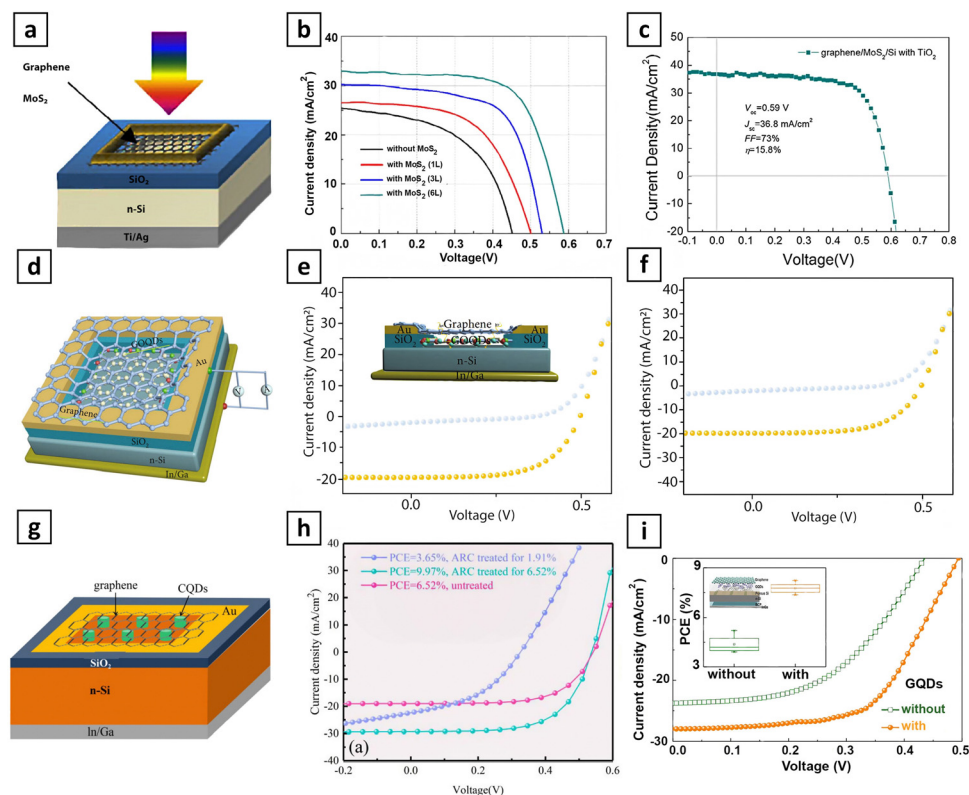 a
Graphene
MoS₂
SiO₂
n-Si
Ti/Ag
b
Current density(mA/cm²)
40
30
20
10
0
without MoS₂
with MoS₂ (1L)
with MoS₂ (3L)
with MoS₂ (6L)
0.0 0.1 0.2 0.3 0.4 0.5 0.6 0.7
Voltage(V)
c
Current Density(mA/cm²)
50
40
30
20
10
0
-10
-20
graphene/MoS₂/Si with TiO₂
Voc=0.59 V
Jsc=36.8 mA/cm²
FF=73%
η=15.8%
-0.1 0.0 0.1 0.2 0.3 0.4 0.5 0.6 0.7 0.8
Voltage(V)
d
GOQDs
Au
V
A
Graphene
SiO₂
n-Si
In/Ga
e
Current density (mA/cm²)
30
20
10
0
-10
-20
Au Graphene Au
SiO₂ GOQDs SiO₂
n-Si
In/Ga
0.0 0.5
Voltage (V)
f
Current density (mA/cm²)
30
20
10
0
-10
-20
-30
-40
0.0 0.5
Voltage (V)
g
graphene
CQDs
Au
SiO₂
n-Si
In/Ga
h
Current density (mA/cm²)
40
30
20
10
0
-10
-20
-30
-40
PCE=3.65%, ARC treated for 1.91%
PCE=9.97%, ARC treated for 6.52%
PCE=6.52%, untreated
(a)
-0.2 0.0 0.2 0.4 0.6
Voltage(V)
i
Current density (mA/cm²)
0
-10
-20
-30
PCE (%)
9
6
3
Graphene
GQDs
without with
GQDs
without
with
0.0 0.1 0.2 0.3 0.4 0.5
Voltage (V)